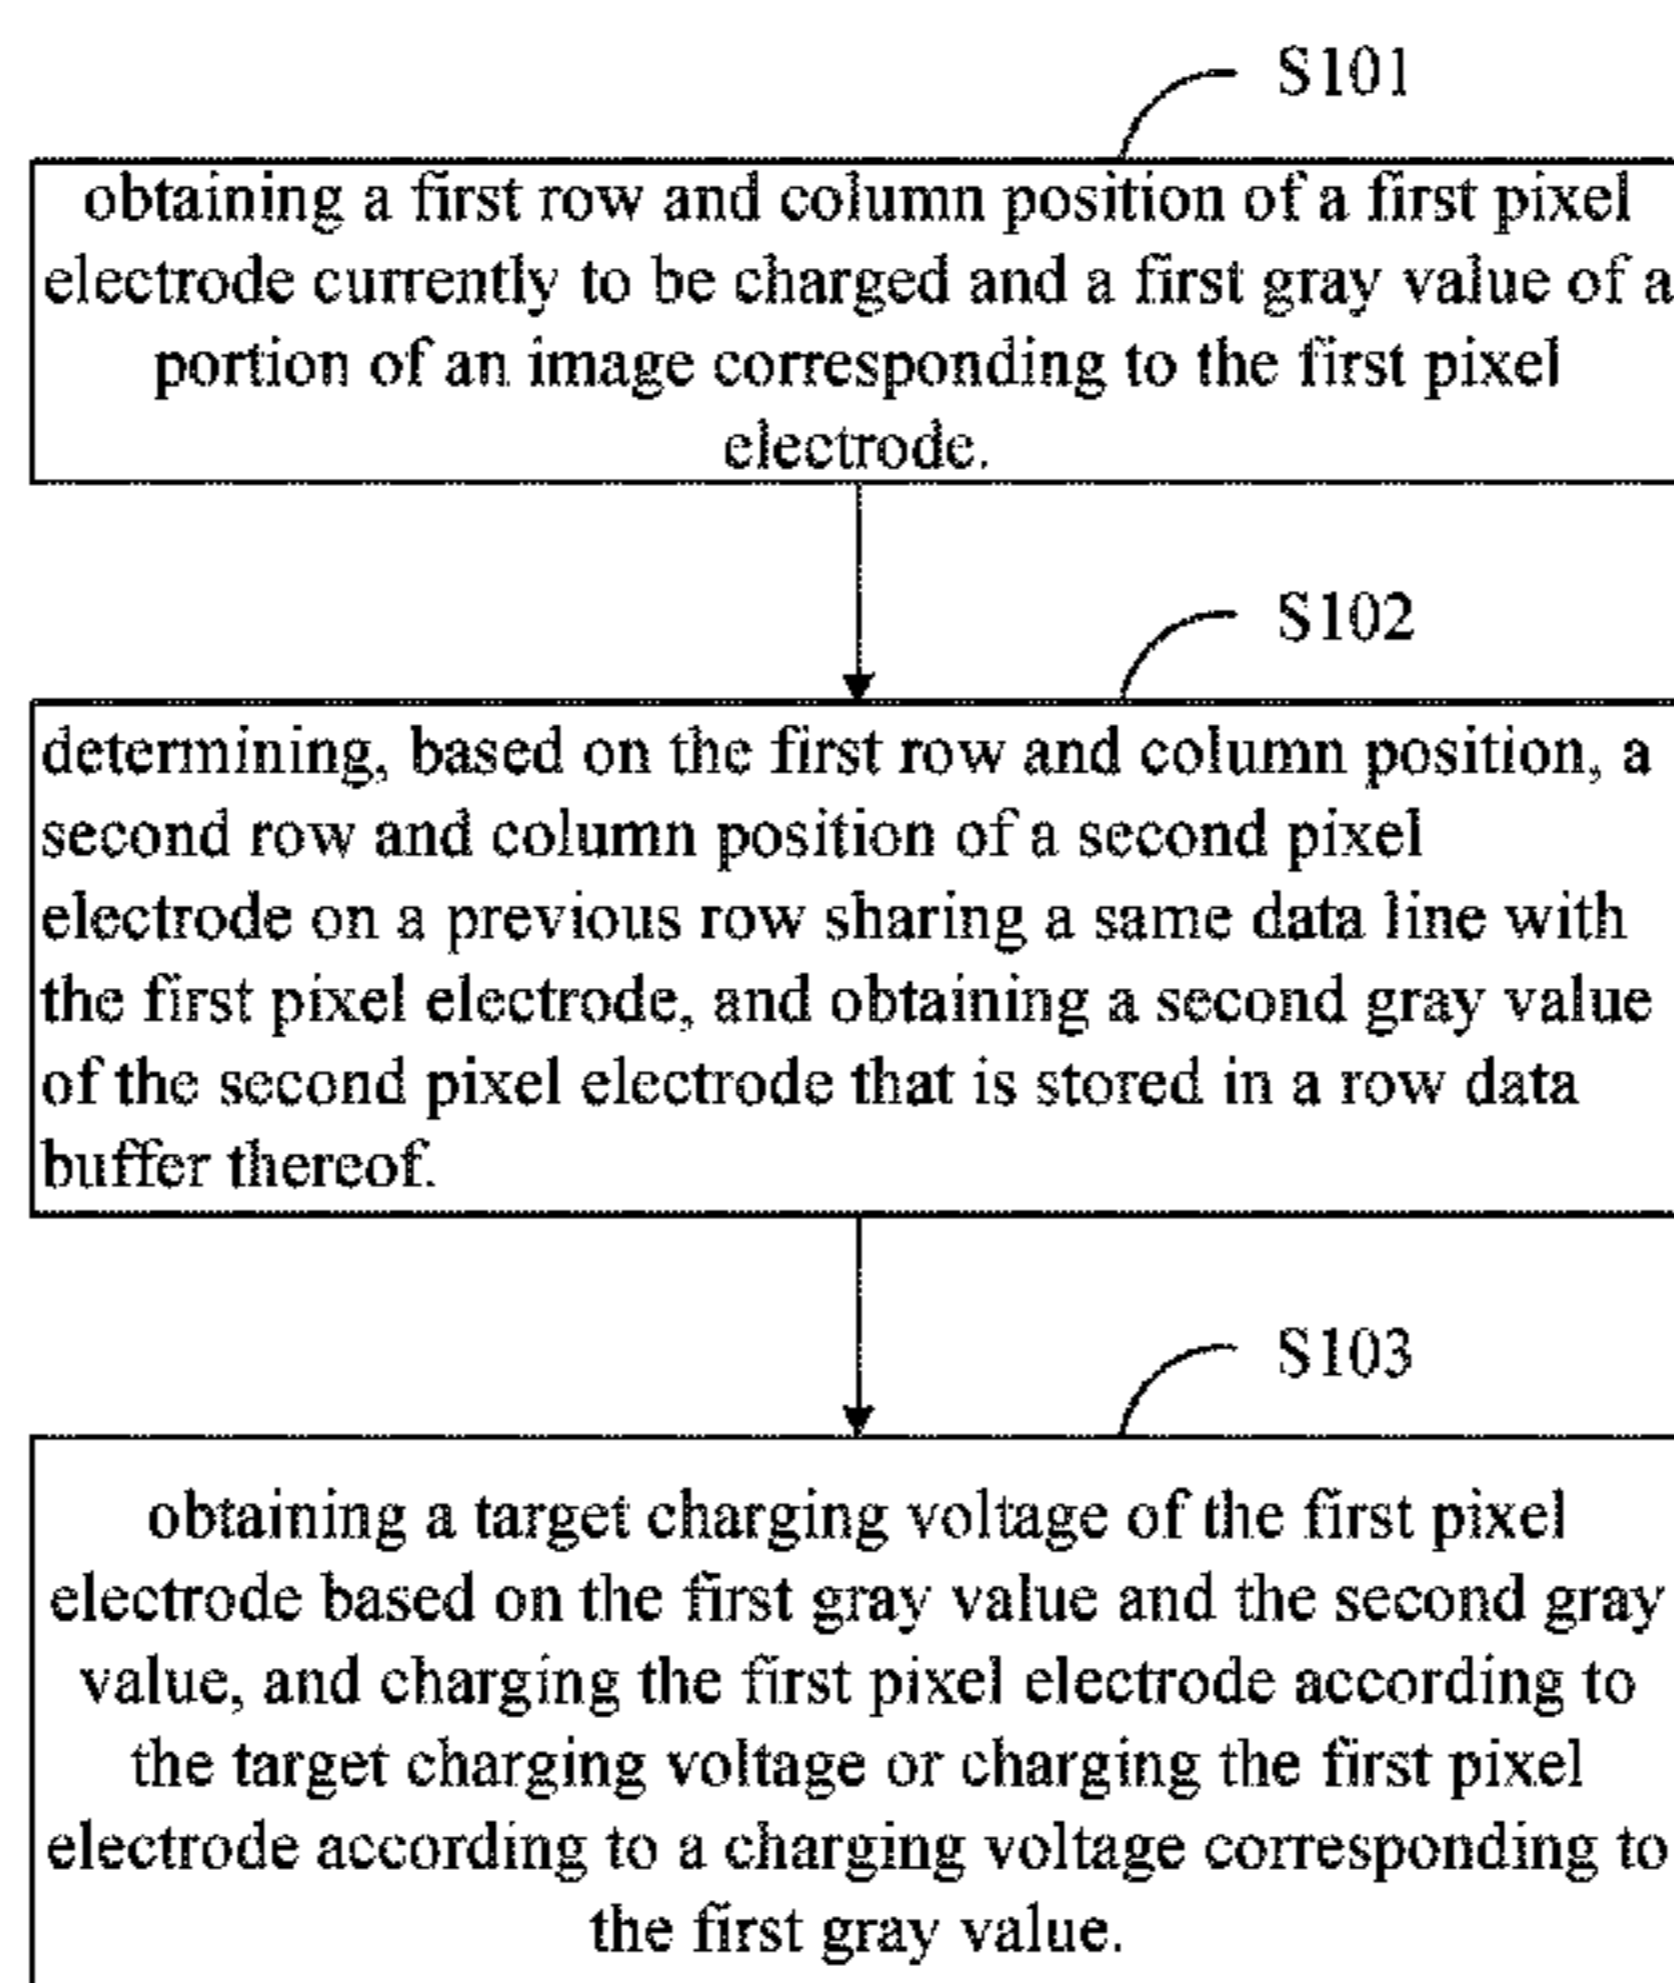 S101
obtaining a first row and column position of a first pixel
electrode currently to be charged and a first gray value of a
portion of an image corresponding to the first pixel
electrode.
S102
determining, based on the first row and column position, a
second row and column position of a second pixel
electrode on a previous row sharing a same data line with
the first pixel electrode, and obtaining a second gray value
of the second pixel electrode that is stored in a row data
buffer thereof.
S103
obtaining a target charging voltage of the first pixel
electrode based on the first gray value and the second gray
value, and charging the first pixel electrode according to
the target charging voltage or charging the first pixel
electrode according to a charging voltage corresponding to
the first gray value.